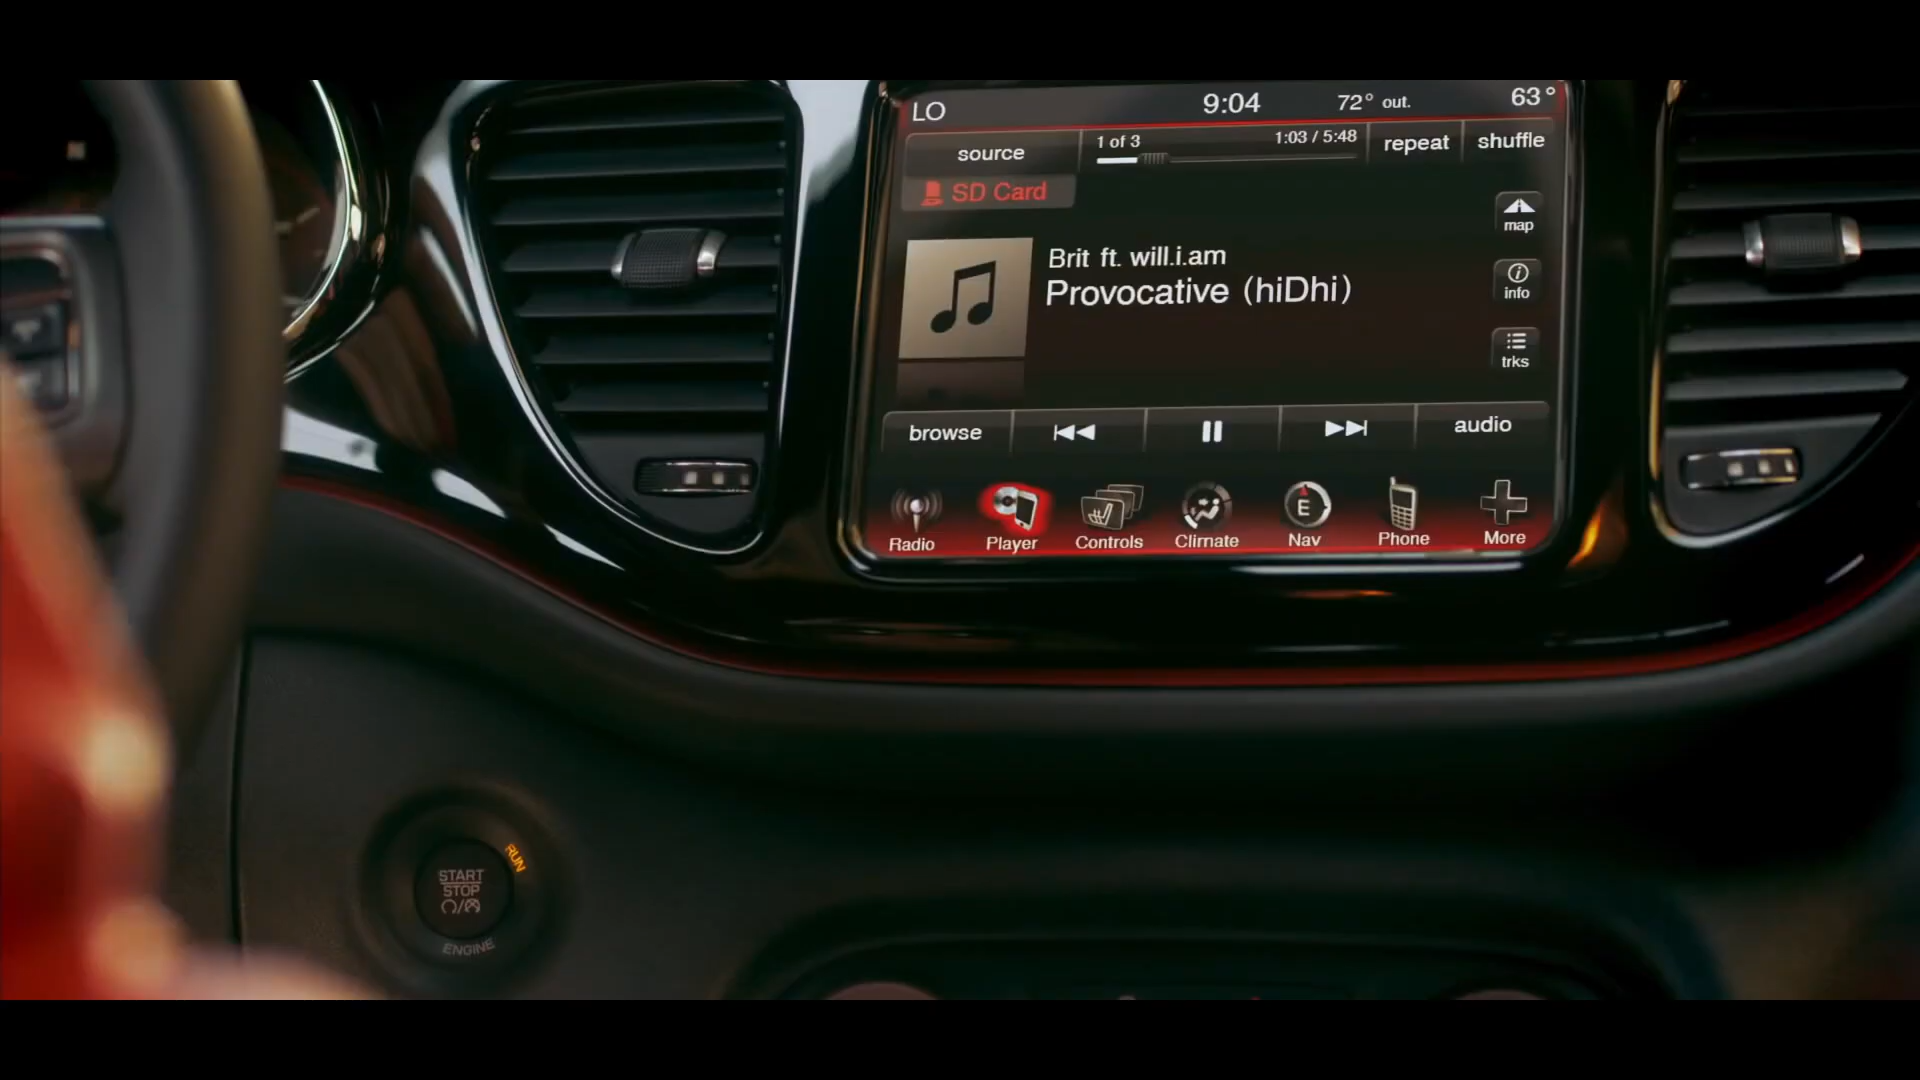 LO 9:04 72° out. 63°
source 1 of 3 1:03 / 5:48 repeat shuffle
SD Card
map
Brit ft. will.i.am
Provocative (hiDhi)
info
trks
browse audio
Radio Player Controls Climate Nav Phone More
E
RUN
START
STOP
ENGINE